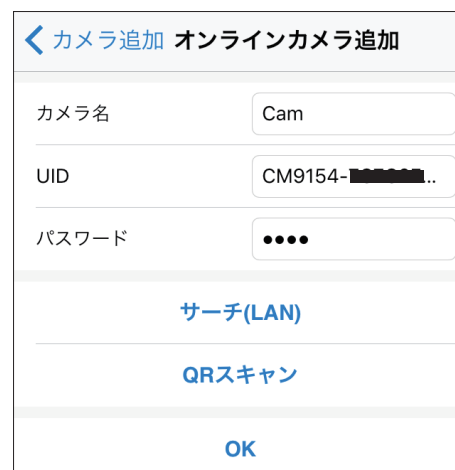 カメラ追加 オンラインカメラ追加
カメラ名 Cam
UID CM9154-
パスワード ●●●●
サーチ(LAN)
QRスキャン
OK